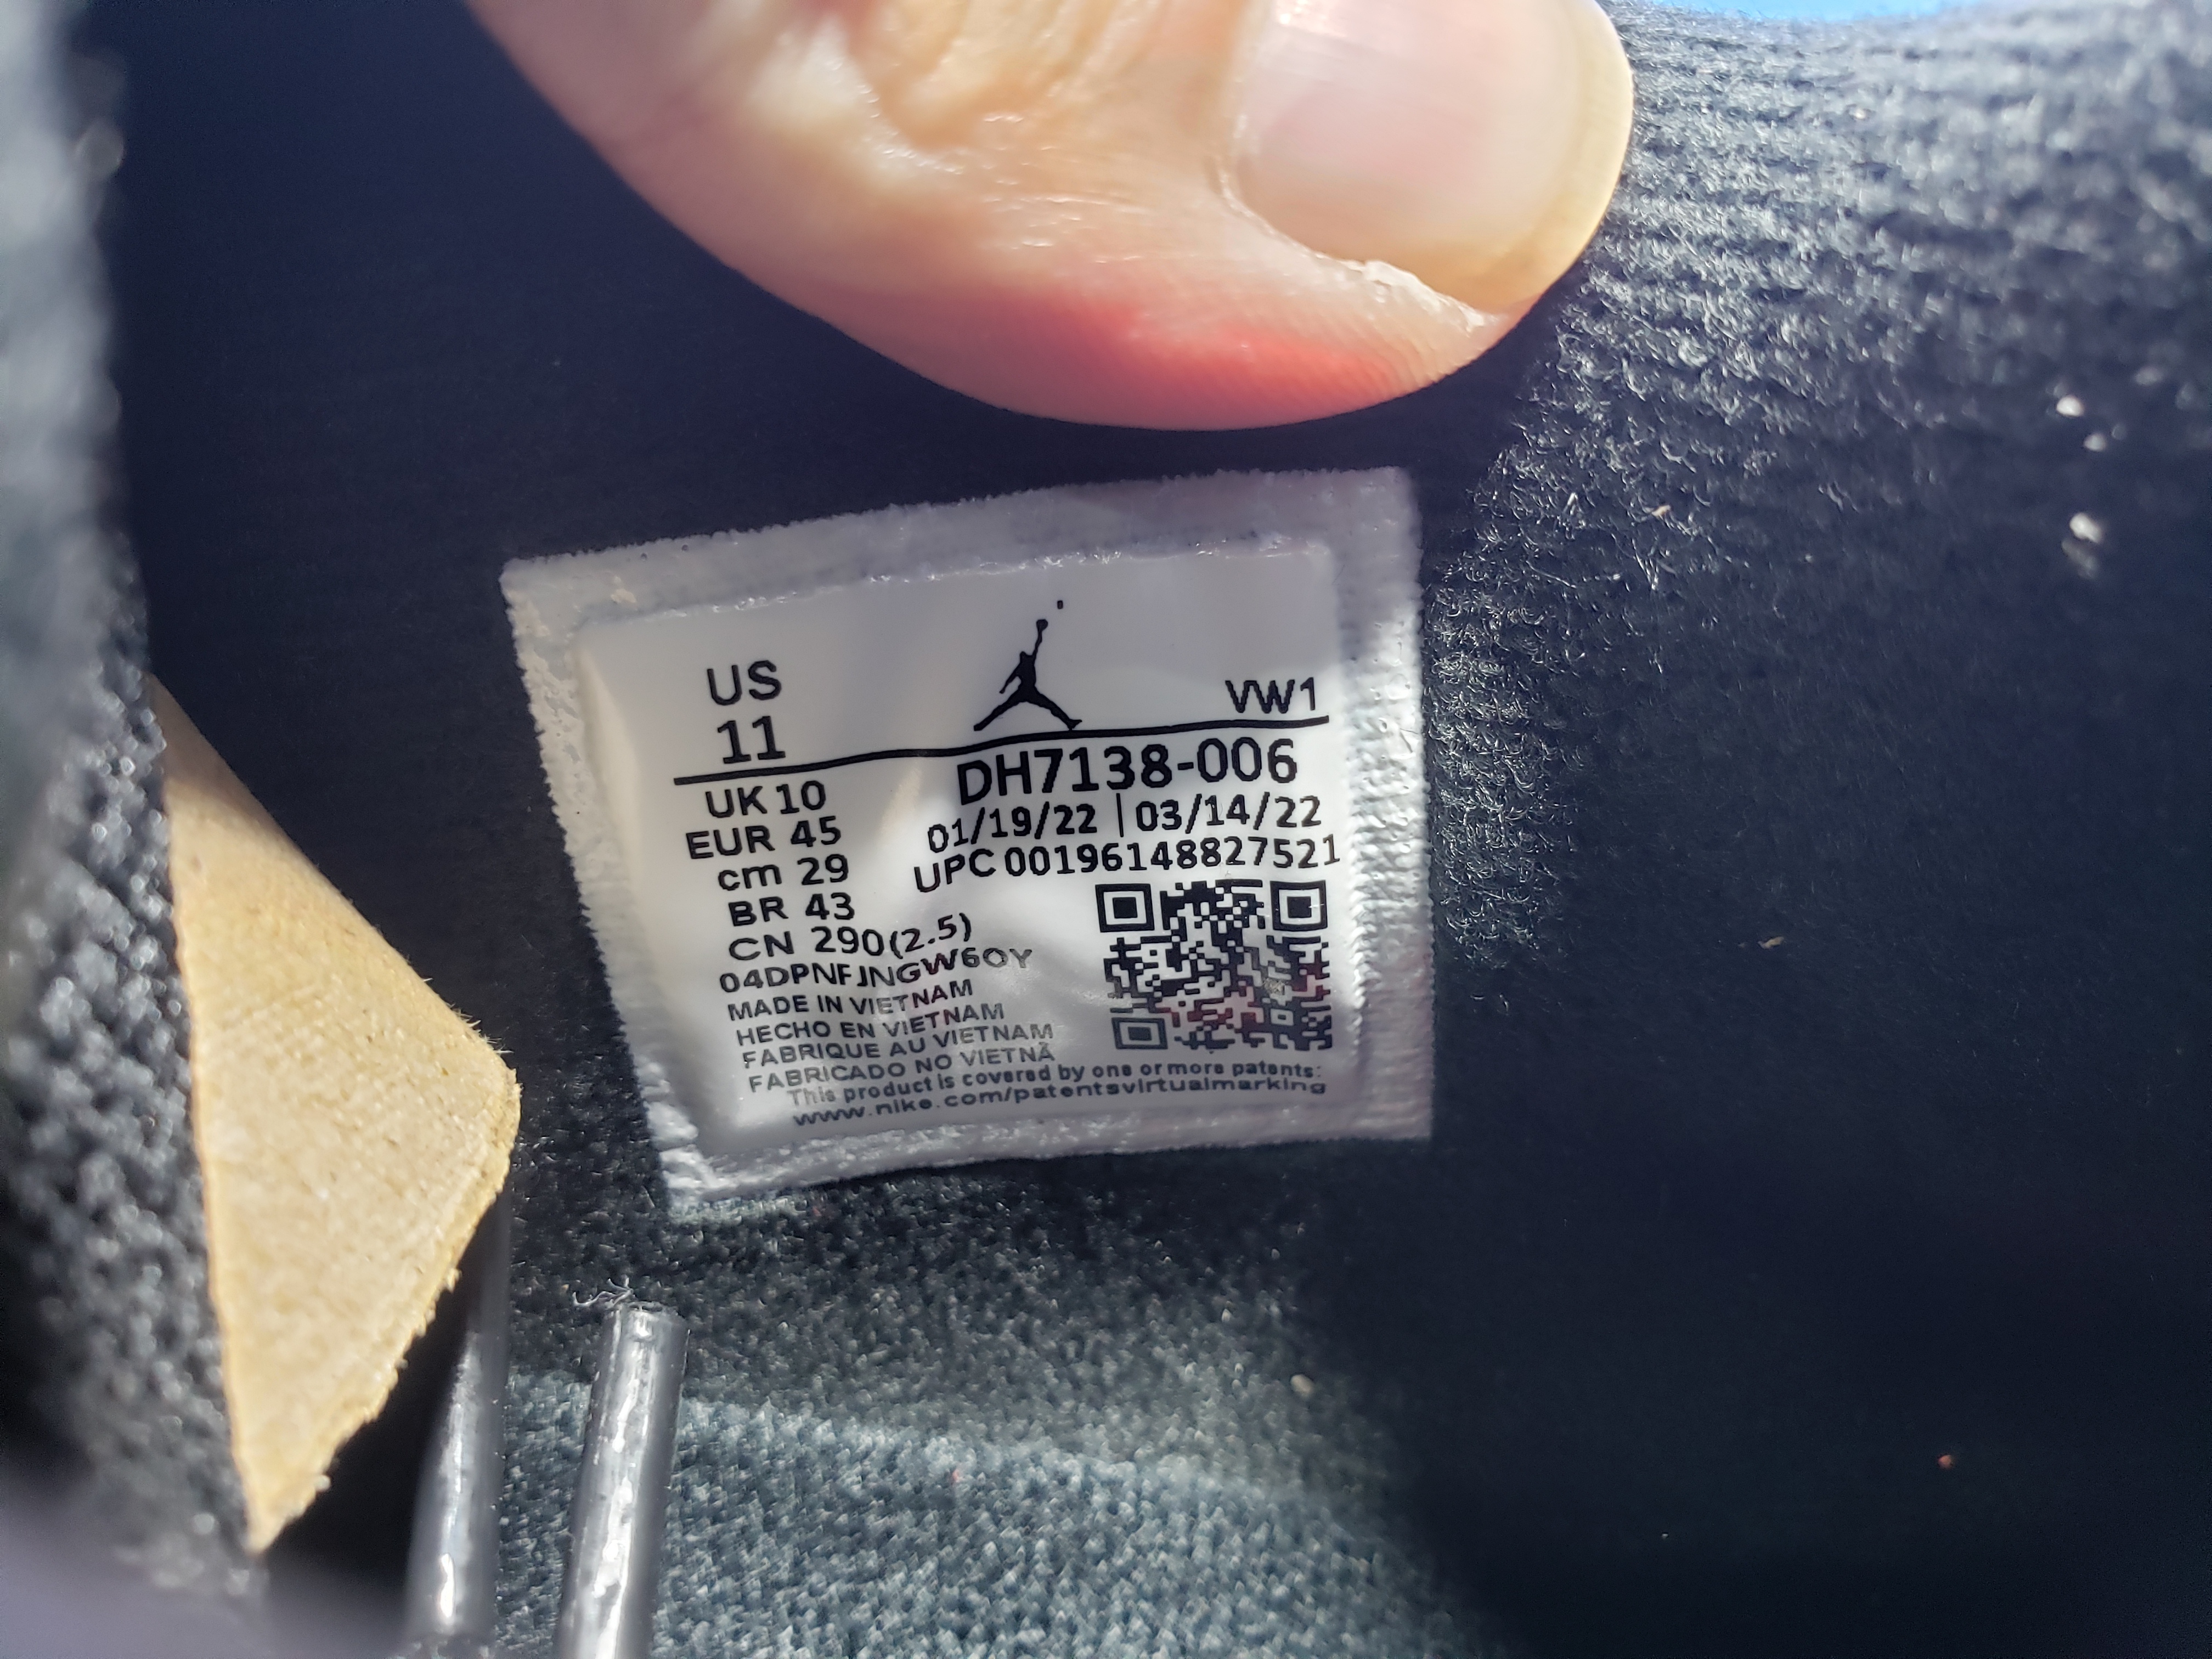 US
11
VW1
UK 10
EUR 45
cm 29
BR 43
CN 290(2.5)
DH7138-006
01/19/22 | 03/14/22
UPC 00196148827521
04DPNFJNGW6OY
MADE IN VIETNAM
HECHO EN VIETNAM
FABRIQUE AU VIETNAM
FABRICADO NO VIETNÃ
This product is covered by one or more patents:
www.nike.com/patentsvirtualmarking